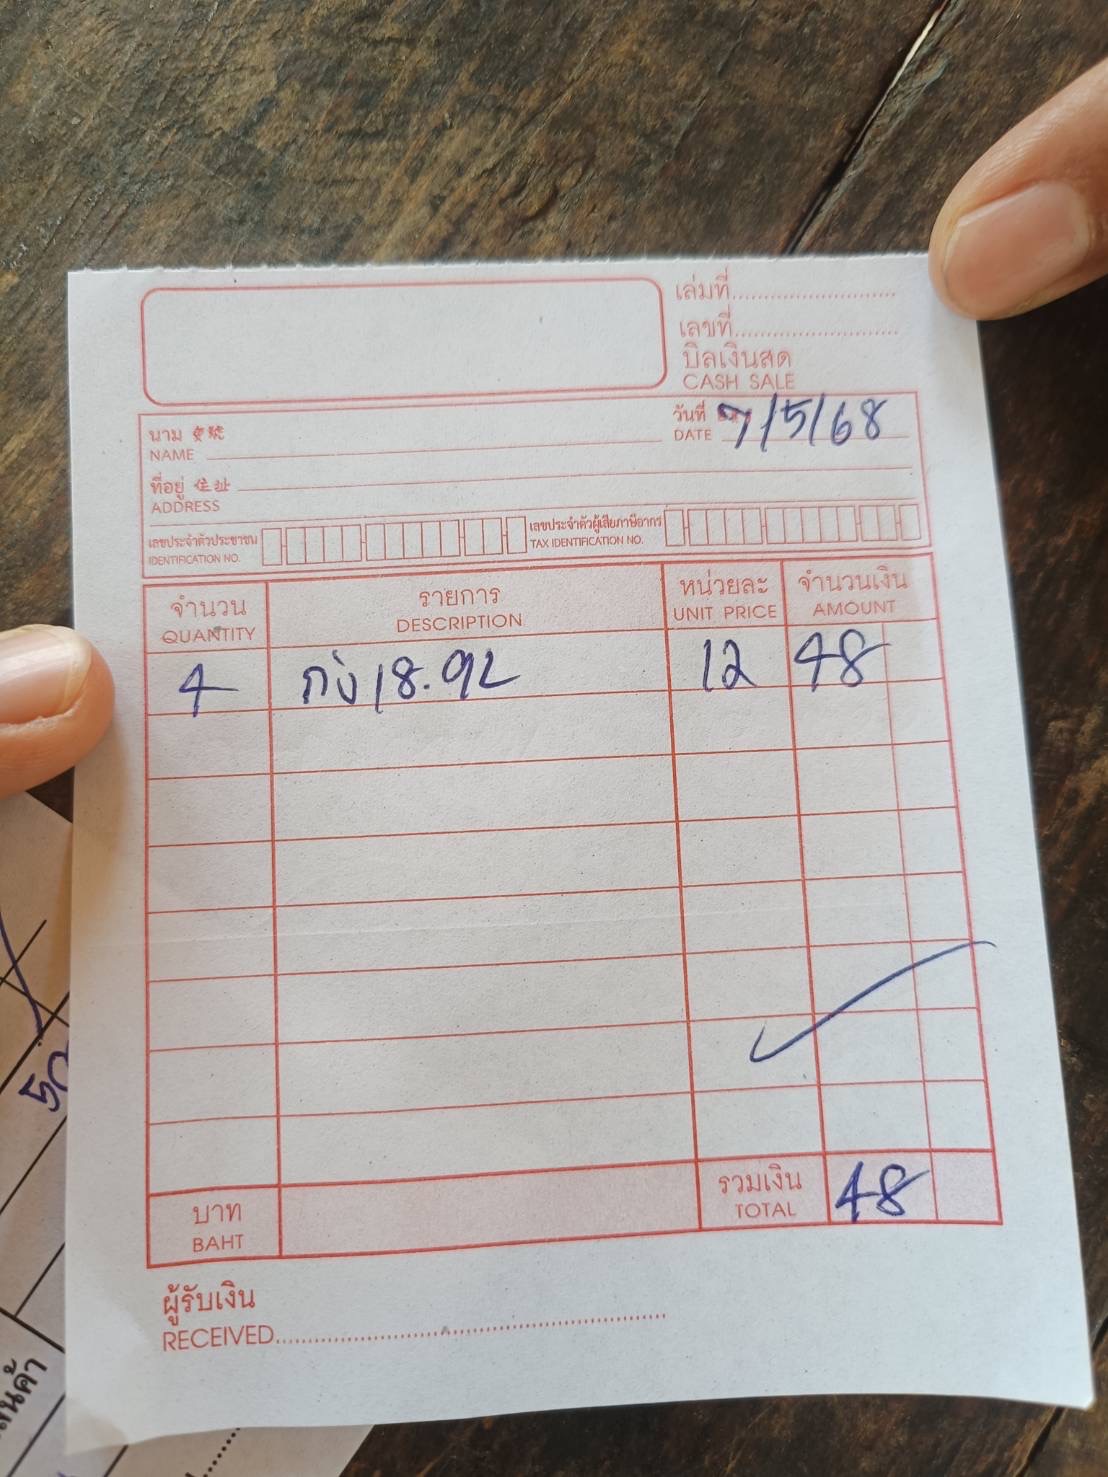 เล่มที่
เลขที่
บิลเงินสด
CASH SALE
วันที่ 7/5/68
DATE
นาม 
NAME
ที่อยู่ 住址
ADDRESS
เลขประจำตัวประชาชน
IDENTIFICATION NO.
เลขประจำตัวผู้เสียภาษีอากร
TAX IDENTIFICATION NO.
จำนวน รายการ หน่วยละ จำนวนเงิน
QUANTITY DESCRIPTION UNIT PRICE AMOUNT
4 18. 12 48
รวมเงิน 48
TOTAL
บาท
BAHT
ผู้รับเงิน
RECEIVED
50